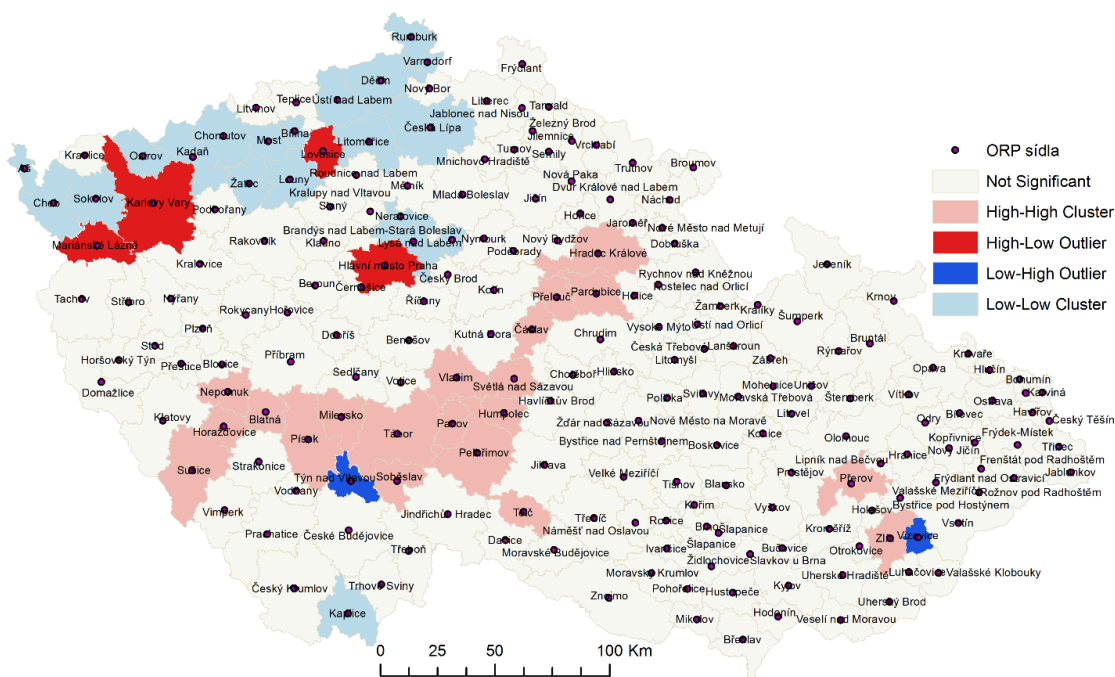 Rumburk
Varnsdorf
Frýdlant
Děčín
Nový Bor
Teplice
Ústí nad Labem
Liberec
Tanvald
Litvínov
Jablonec nad Nisou
Železný Brod
Bílina
Chomutov
Most
Litoměřice
Česká Lípa
Jilemnice
Vrchlabí
Lovosice
Turnov
Semily
Kraslice
Ostrov
Kadaň
Mnichovo Hradiště
Trutnov
Broumov
Aš
Roudnice nad Labem
Nová Paka
Louny
Žatec
Mělník
Dvůr Králové nad Labem
Sokolov
Cheb
Karlovy Vary
Kralupy nad Vltavou
Mladá Boleslav
Jičín
Náchod
Podbořany
Slaný
Neratovice
Hořice
Jaroměř
Nové Město nad Metují
Brandýs nad Labem-Stará Boleslav
Mariánské Lázně
Rakovník
Kladno
Lysá nad Labem
Nymburk
Nový Bydžov
Dobruška
Poděbrady
Hradec Králové
Kralovice
Hlavní město Praha
Český Brod
Rychnov nad Kněžnou
Jeseník
Beroun
Černošice
Kolín
Přelouč
Pardubice
Holice
Kostelec nad Orlicí
Tachov
Stříbro
Nýřany
Říčany
Žamberk
Králíky
Krnov
Rokycany
Hořovice
Šumperk
Plzeň
Dobříš
Kutná Hora
Čáslav
Chrudim
Vysoké Mýto
Ústí nad Orlicí
Bruntál
Stod
Benešov
Česká Třebová
Lanškroun
Rýmařov
Kravaře
Horšovský Týn
Přeštice
Blovice
Příbram
Litomyšl
Zábřeh
Opava
Hlučín
Sedlčany
Votice
Vlašim
Světlá nad Sázavou
Chotěboř
Hlinsko
Bohumín
Domažlice
Nepomuk
Mohelnice
Uničov
Karviná
Havlíčkův Brod
Polička
Svitavy
Moravská Třebová
Šternberk
Vítkov
Ostrava
Klatovy
Blatná
Milevsko
Humpolec
Litovel
Bílovec
Havířov
Horažďovice
Pacov
Žďár nad Sázavou
Nové Město na Moravě
Odry
Český Těšín
Písek
Tábor
Bystřice nad Pernštejnem
Boskovice
Konice
Olomouc
Kopřivnice
Frýdek-Místek
Nový Jičín
Třinec
Pelhřimov
Hranice
Sušice
Strakonice
Jihlava
Lipník nad Bečvou
Frenštát pod Radhoštěm
Týn nad Vltavou
Soběslav
Velké Meziříčí
Prostějov
Jablunkov
Tišnov
Blansko
Přerov
Frýdlant nad Ostravicí
Vodňany
Valašské Meziříčí
Rožnov pod Radhoštěm
Vimperk
Telč
Kuřim
Vyškov
Holešov
Bystřice pod Hostýnem
Jindřichův Hradec
Třebíč
Rosice
Brno
Šlapanice
Kroměříž
Vsetín
Prachatice
České Budějovice
Náměšť nad Oslavou
Zlín
Vizovice
Dačice
Šlapanice
Moravské Budějovice
Ivančice
Bučovice
Otrokovice
Třeboň
Židlochovice
Slavkov u Brna
Moravský Krumlov
Uherské Hradiště
Luhačovice
Valašské Klobouky
Český Krumlov
Trhové Sviny
Pohořelice
Hustopeče
Kyjov
Znojmo
Uherský Brod
Kaplice
Mikulov
Hodonín
Veselí nad Moravou
Břeclav
ORP sídla
Not Significant
High-High Cluster
High-Low Outlier
Low-High Outlier
Low-Low Cluster
0 25 50 100 Km